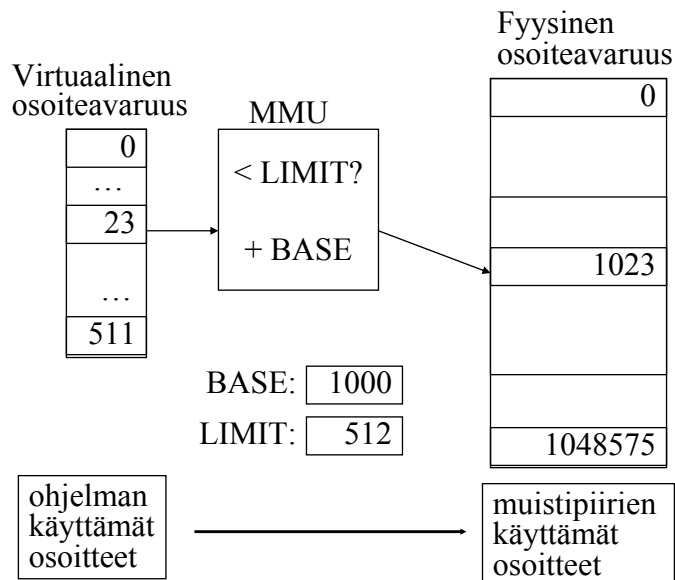 Virtuaalinen
osoiteavaruus
0
…
23
…
511
MMU
< LIMIT?
+ BASE
BASE: 1000
LIMIT: 512
Fyysinen
osoiteavaruus
0
1023
1048575
ohjelman
käyttämät
osoitteet
muistipiirien
käyttämät
osoitteet